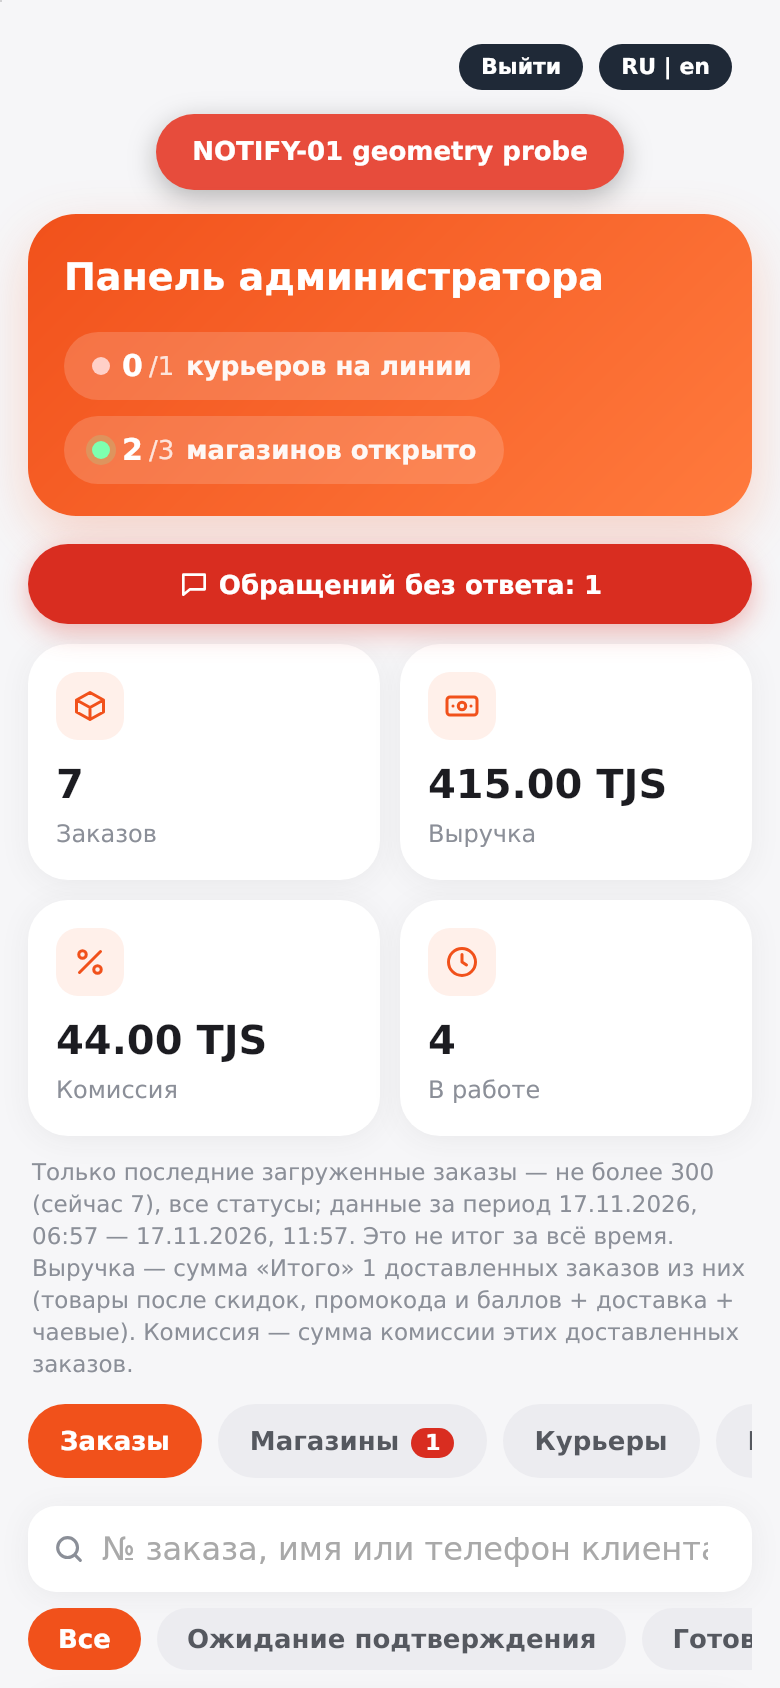 Выйти
RU | en
NOTIFY-01 geometry probe
Панель администратора
0 /1 курьеров на линии
2 /3 магазинов открыто
Обращений без ответа: 1
7
Заказов
415.00 TJS
Выручка
44.00 TJS
Комиссия
4
В работе
Только последние загруженные заказы — не более 300
(сейчас 7), все статусы; данные за период 17.11.2026,
06:57 — 17.11.2026, 11:57. Это не итог за всё время.
Выручка — сумма «Итого» 1 доставленных заказов из них
(товары после скидок, промокода и баллов + доставка +
чаевые). Комиссия — сумма комиссии этих доставленных
заказов.
Заказы
Магазины 1
Курьеры
№ заказа, имя или телефон клиента
Все
Ожидание подтверждения
Готов